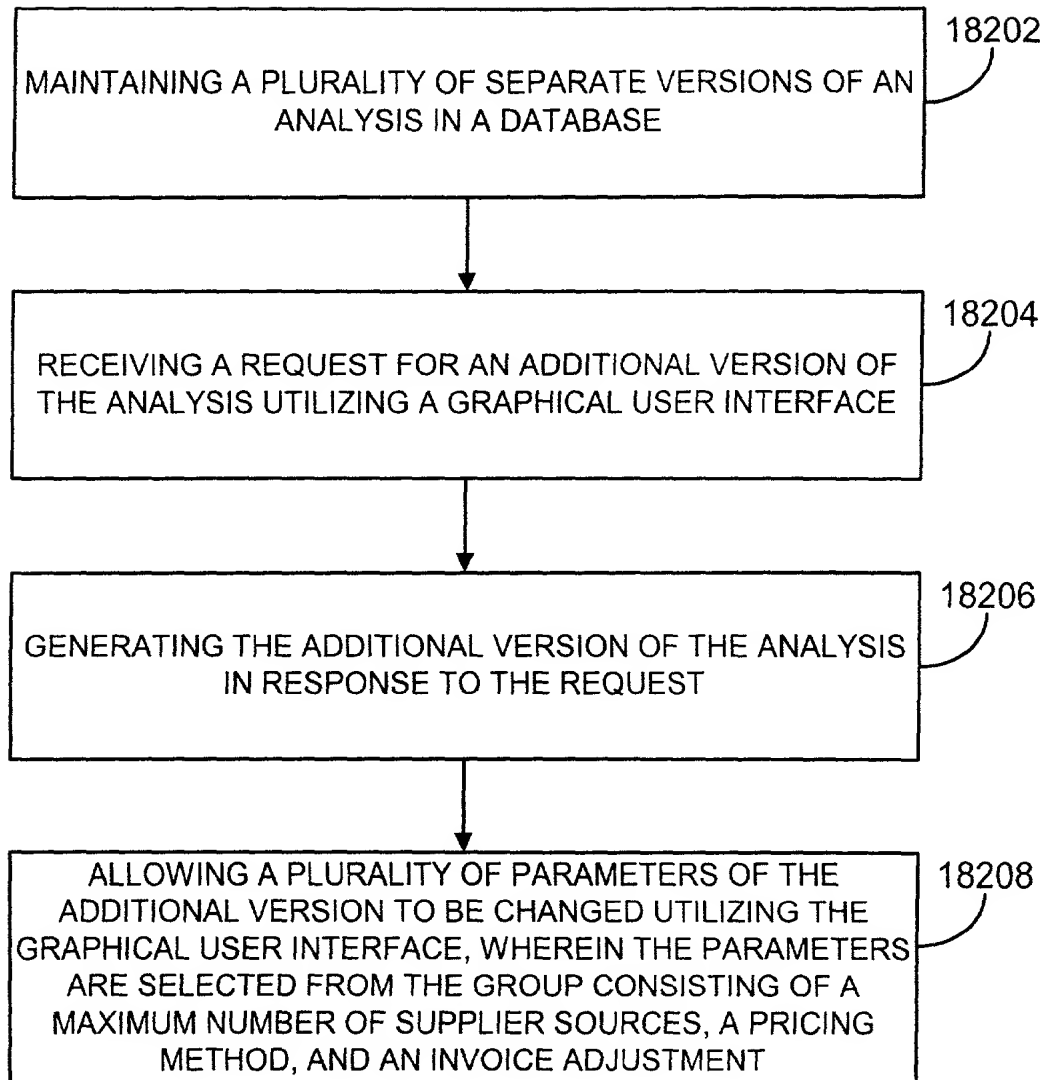 18202
MAINTAINING A PLURALITY OF SEPARATE VERSIONS OF AN
ANALYSIS IN A DATABASE
18204
RECEIVING A REQUEST FOR AN ADDITIONAL VERSION OF
THE ANALYSIS UTILIZING A GRAPHICAL USER INTERFACE
18206
GENERATING THE ADDITIONAL VERSION OF THE ANALYSIS
IN RESPONSE TO THE REQUEST
18208
ALLOWING A PLURALITY OF PARAMETERS OF THE
ADDITIONAL VERSION TO BE CHANGED UTILIZING THE
GRAPHICAL USER INTERFACE, WHEREIN THE PARAMETERS
ARE SELECTED FROM THE GROUP CONSISTING OF A
MAXIMUM NUMBER OF SUPPLIER SOURCES, A PRICING
METHOD, AND AN INVOICE ADJUSTMENT